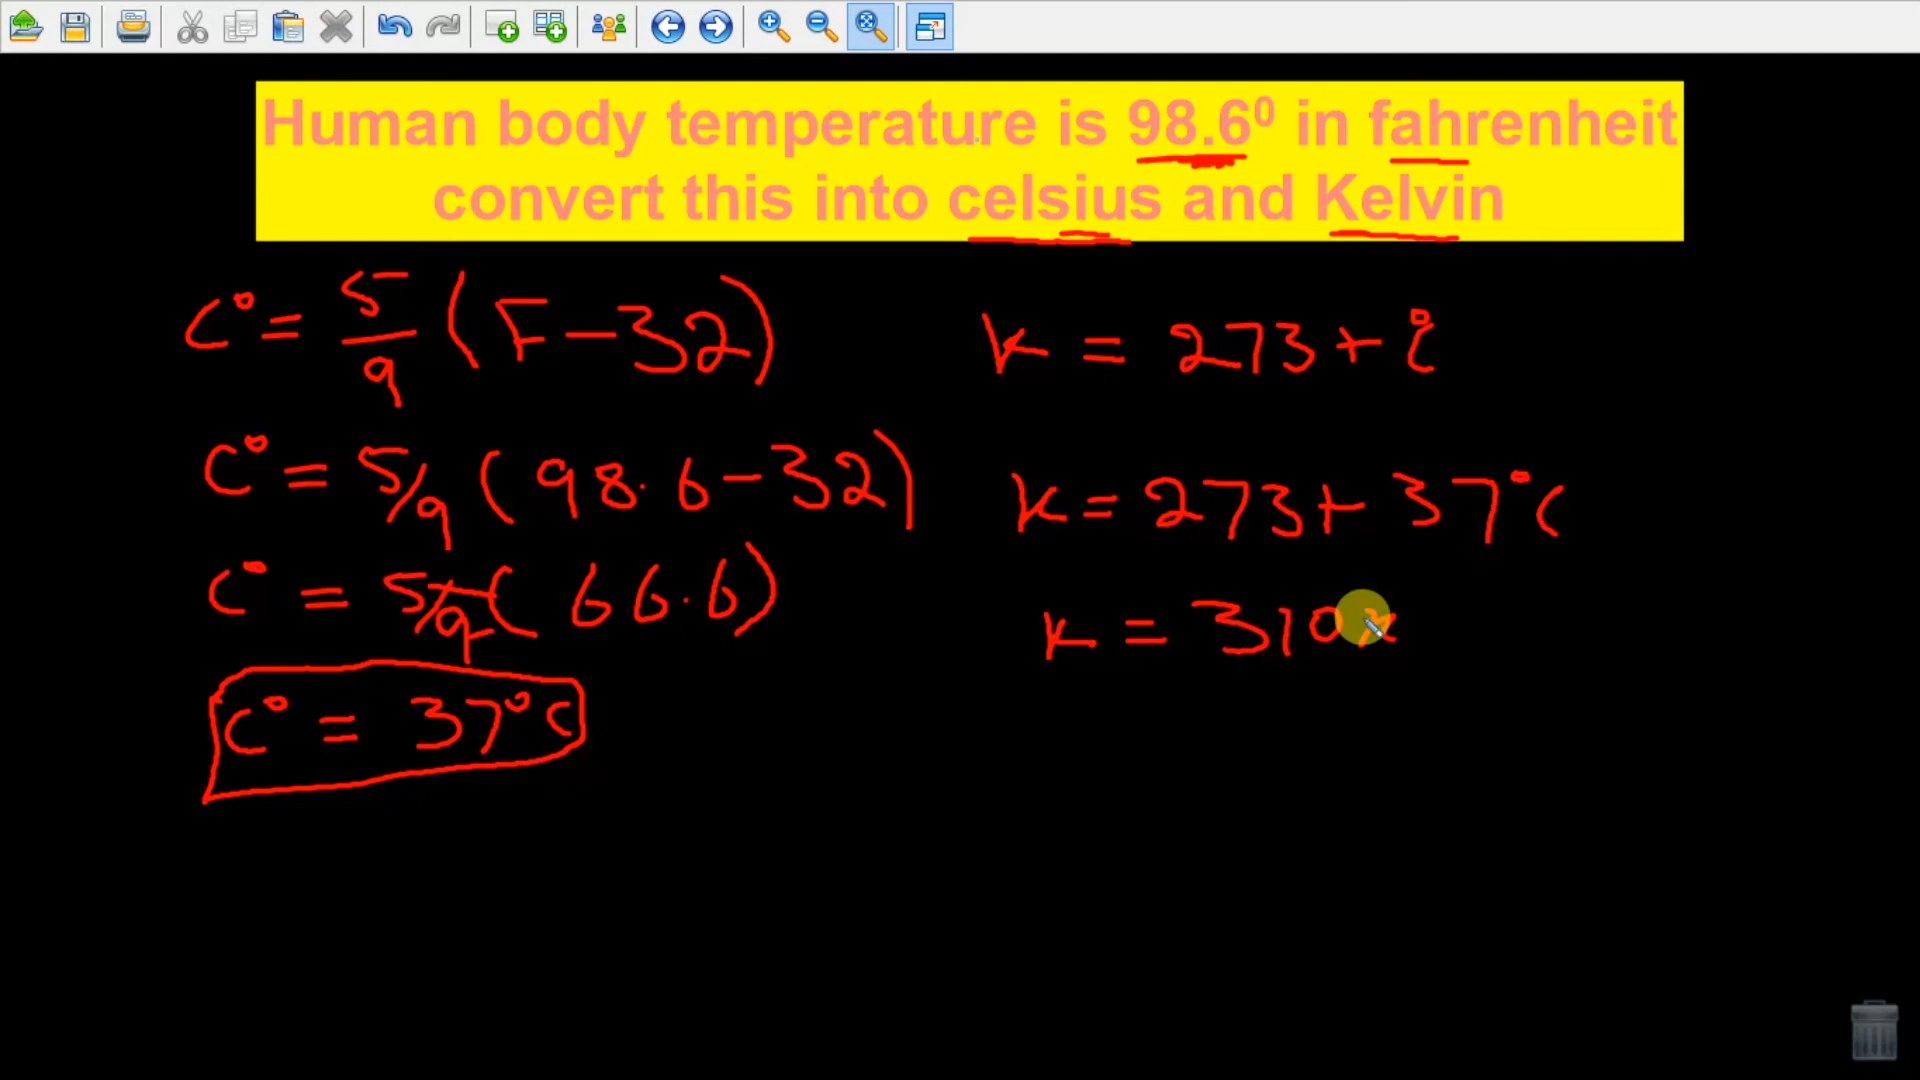 Human body temperature is 98.6⁰ in fahrenheit
convert this into celsius and Kelvin
C° = 5/9 (F - 32)
C° = 5/9 (98.6 - 32)
C° = 5/9 (66.6)
C° = 37°C
K = 273 + °C
K = 273 + 37°C
K = 310K